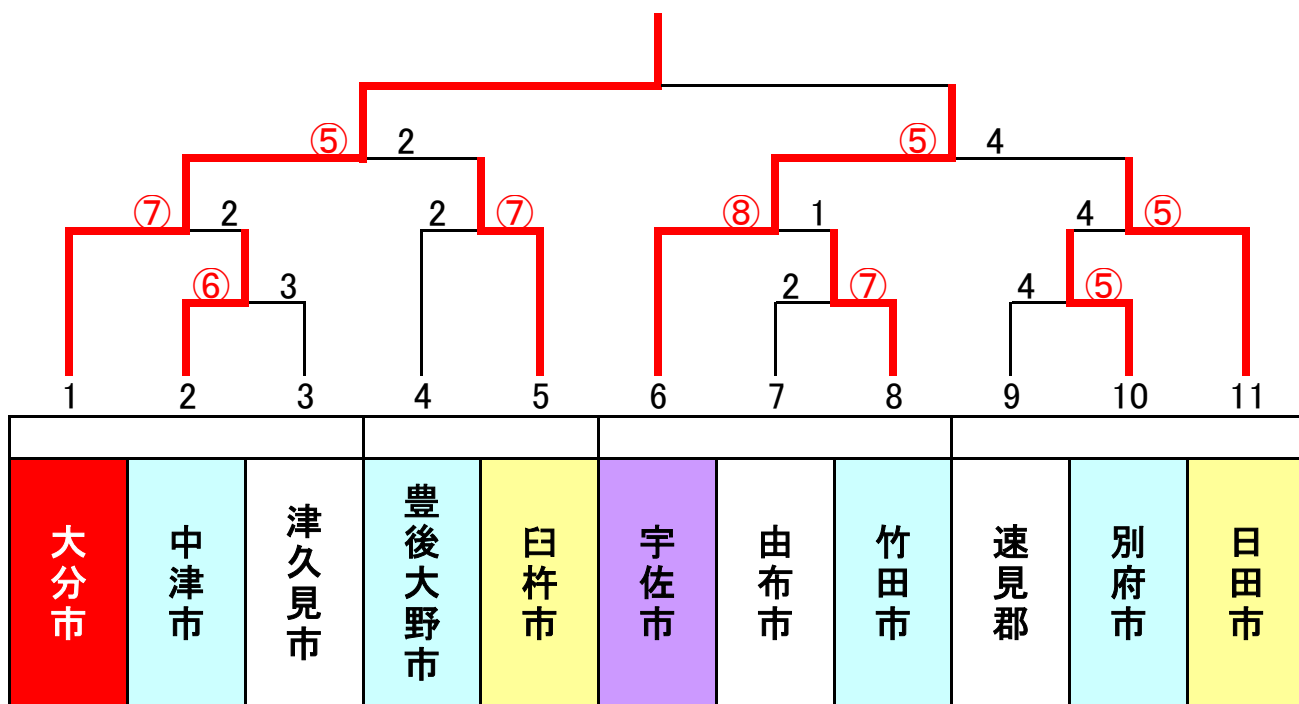 ⑤ 2 ⑤ 4
⑦ 2 2 ⑦ ⑧ 1 4 ⑤
⑥ 3 2 ⑦ 4 ⑤
1 2 3 4 5 6 7 8 9 10 11
大分市
中津市
津久見市
豊後大野市
臼杵市
宇佐市
由布市
竹田市
速見郡
別府市
日田市